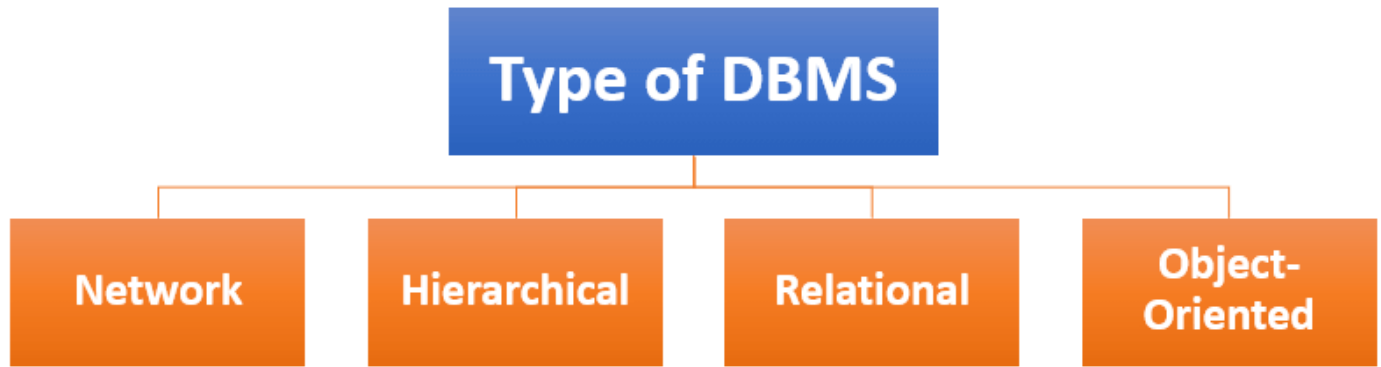 Type of DBMS
Network
Hierarchical
Relational
Object-
Oriented